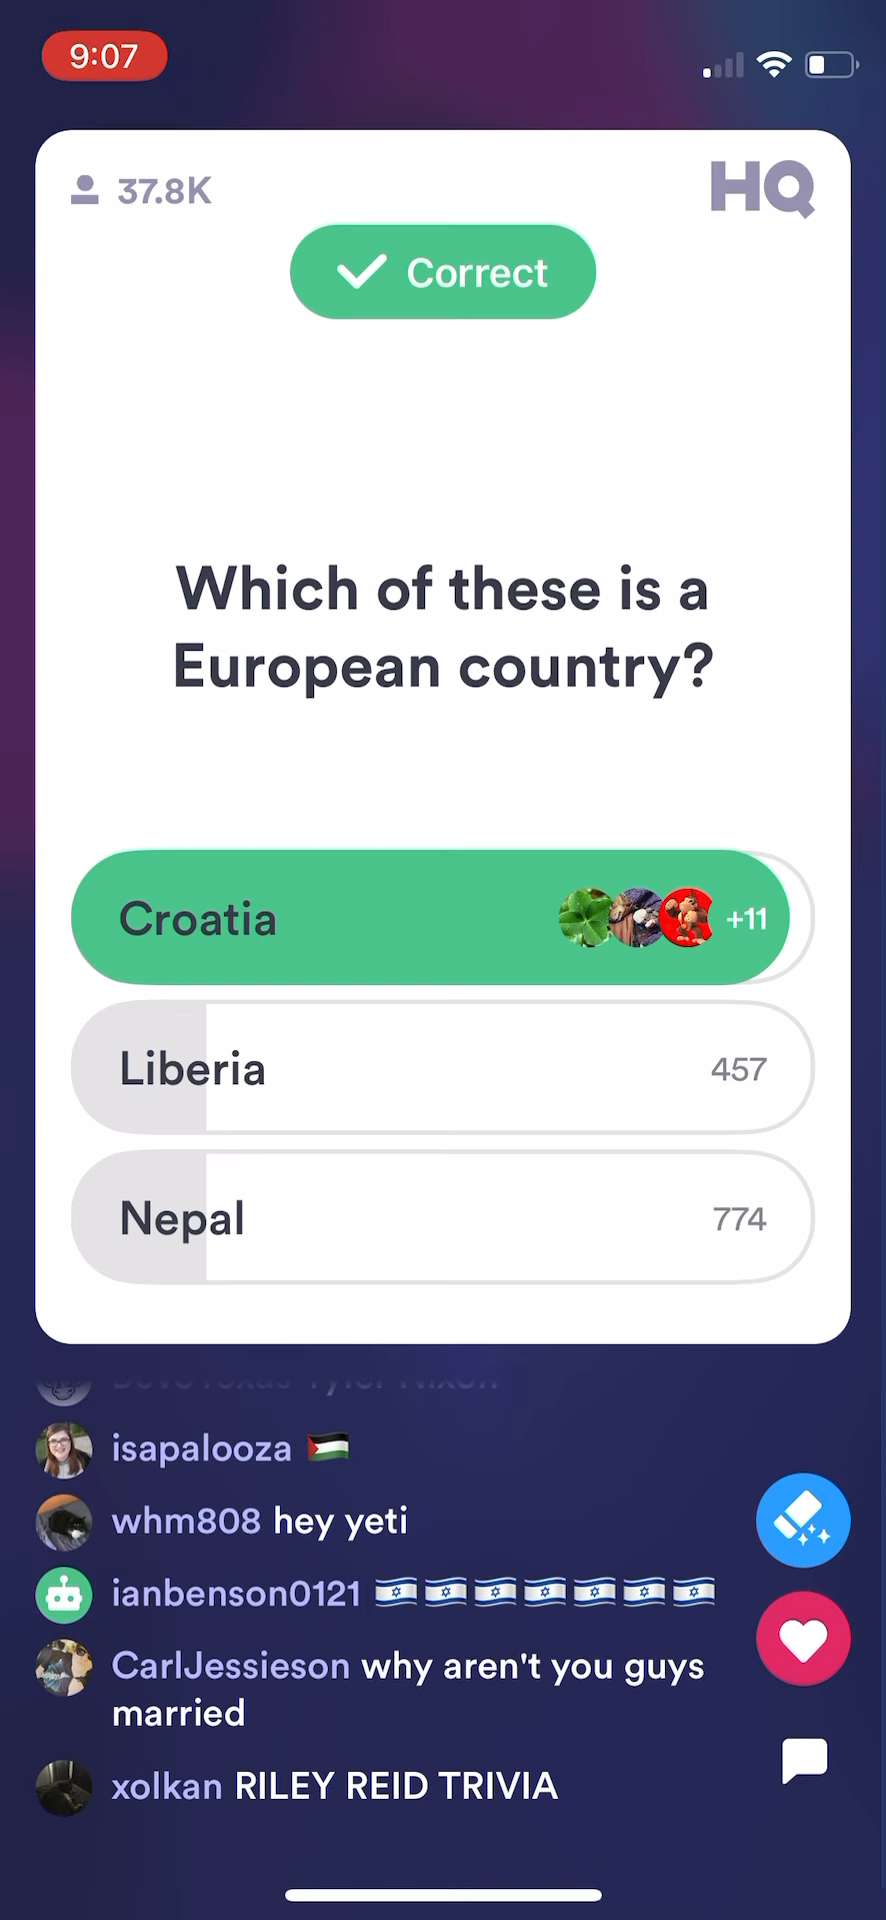 9:07
37.8K
HQ
Correct
Which of these is a
European country?
Croatia
+11
Liberia
457
Nepal
774
isapalooza 🇵🇸
whm808 hey yeti
ianbenson0121 🇮🇱🇮🇱🇮🇱🇮🇱🇮🇱🇮🇱🇮🇱
CarlJessieson why aren't you guys
married
xolkan RILEY REID TRIVIA